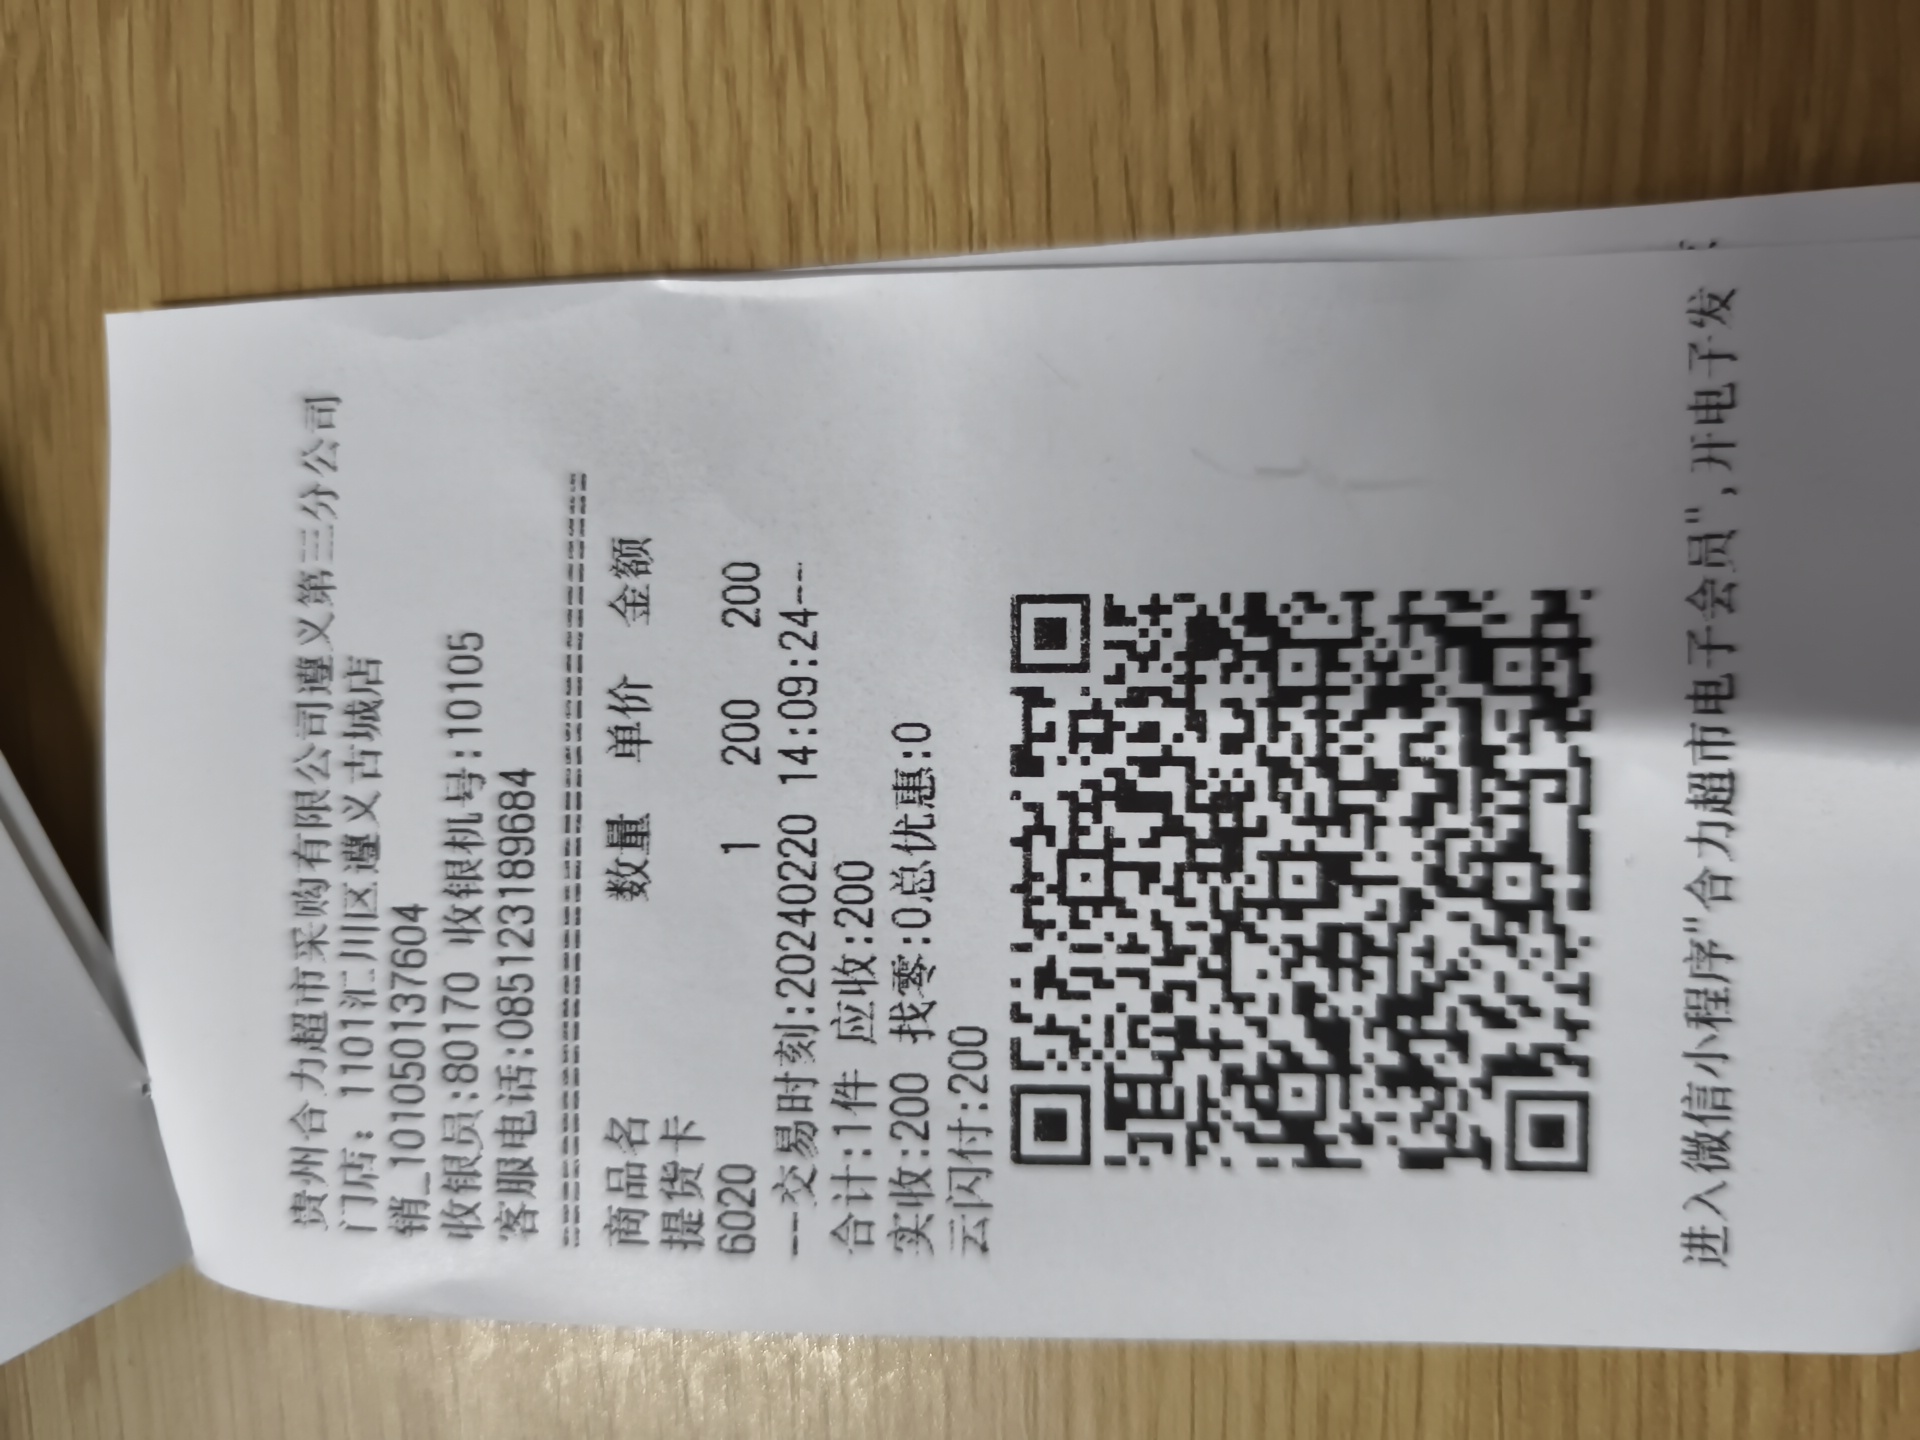 贵州合力超市采购有限公司遵义第三分公司
门店：1101汇川区遵义古城店
销_1010501137604
收银员:80170 收银机号:10105
客服电话:085123189684
商品名 数量 单价 金额
提货卡
6020 1 200 200
--交易时刻:20240220 14:09:24--
合计:1件 应收:200
实收:200 找零:0总优惠:0
云闪付:200
进入微信小程序"合力超市电子会员",开电子发